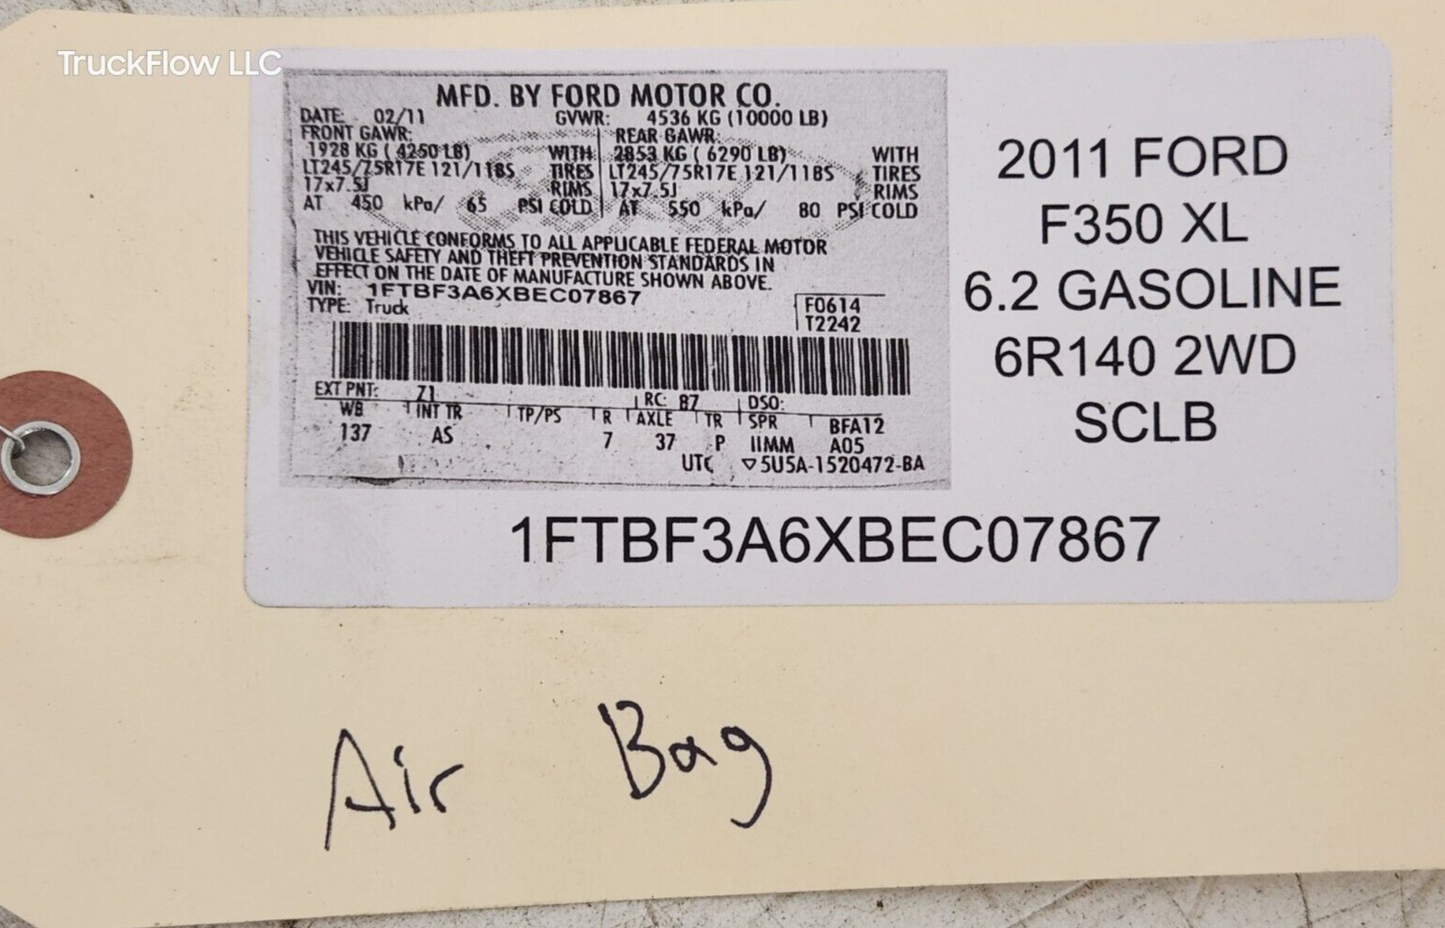 TruckFlow LLC
MFD. BY FORD MOTOR CO.
DATE: 02/11 GVWR: 4536 KG (10000 LB)
FRONT GAWR: REAR GAWR:
1928 KG ( 4250 LB) WITH 2853 KG ( 6290 LB) WITH
LT245/75R17E 121/118S TIRES LT245/75R17E 121/118S TIRES
17x7.5J RIMS 17x7.5J RIMS
AT 450 kPa/ 65 PSI COLD AT 550 kPa/ 80 PSI COLD
THIS VEHICLE CONFORMS TO ALL APPLICABLE FEDERAL MOTOR
VEHICLE SAFETY AND THEFT PREVENTION STANDARDS IN
EFFECT ON THE DATE OF MANUFACTURE SHOWN ABOVE.
VIN: 1FTBF3A6XBEC07867
TYPE: Truck
F0614
T2242
EXT PNT: Z1 RC: 87 DSO:
WB INT TR TP/PS R AXLE TR SPR BFA12
137 AS 7 37 P IIMM A05
UTC ▽5U5A-1520472-BA
2011 FORD
F350 XL
6.2 GASOLINE
6R140 2WD
SCLB
1FTBF3A6XBEC07867
Air Bag